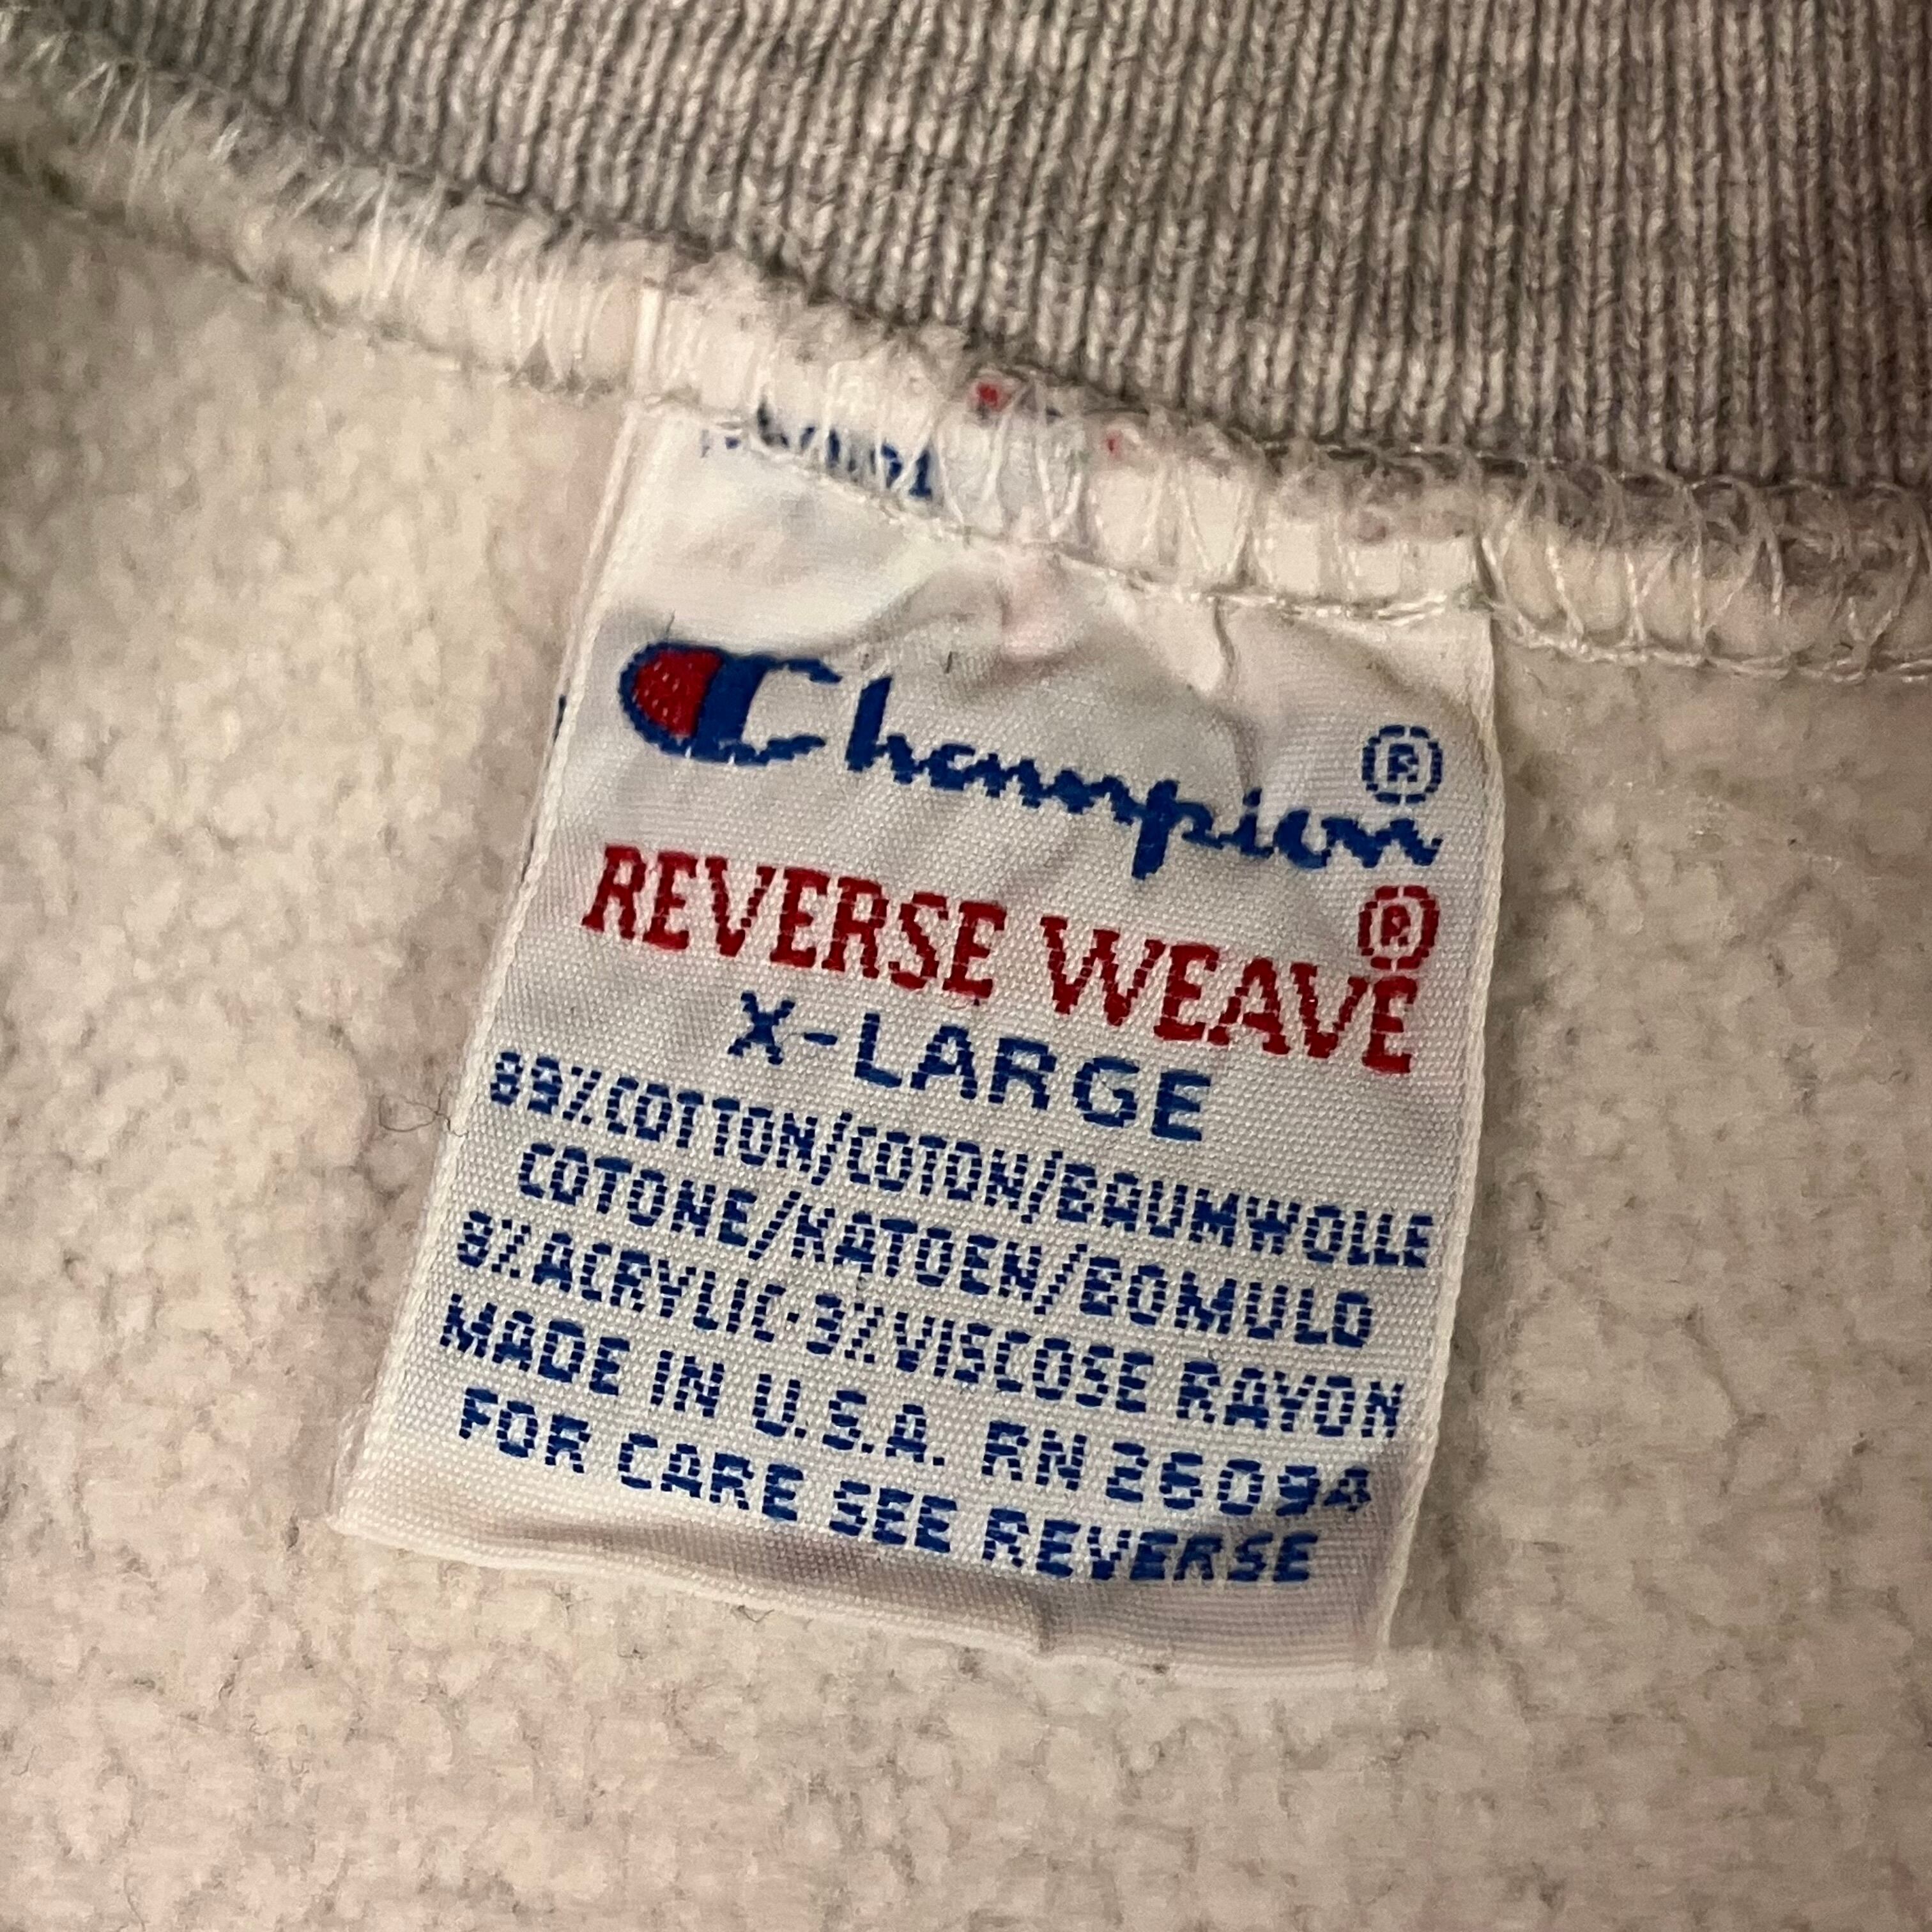 Champion ®
REVERSE WEAVE ®
X-LARGE
89%COTTON/COTON/BAUMWOLLE
COTONE/KATOEN/BOMULD
8%ACRYLIC·3%VISCOSE RAYON
MADE IN U.S.A. RN 26094
FOR CARE SEE REVERSE